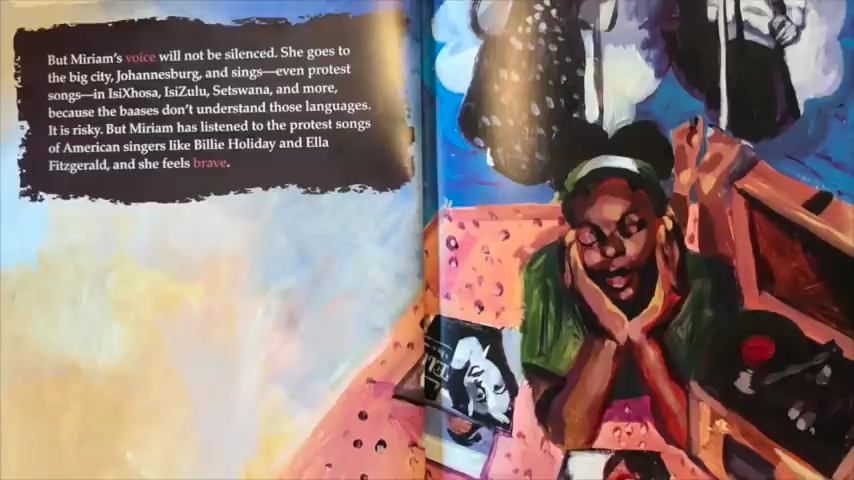 But Miriam's voice will not be silenced. She goes to
the big city, Johannesburg, and sings—even protest
songs—in IsiXhosa, IsiZulu, Setswana, and more,
because the baases don't understand those languages.
It is risky. But Miriam has listened to the protest songs
of American singers like Billie Holiday and Ella
Fitzgerald, and she feels brave.